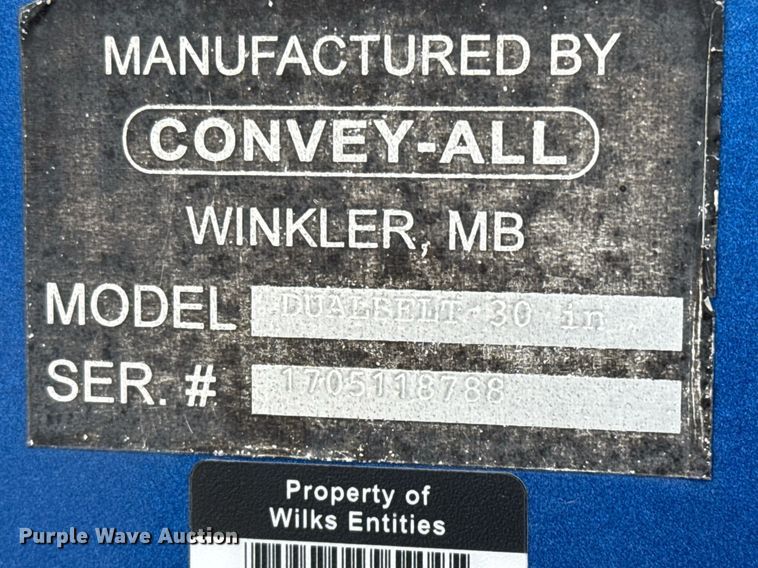 MANUFACTURED BY
CONVEY-ALL
WINKLER, MB
MODEL DUALBELT 30 in
SER. # 1705118788
Property of
Wilks Entities
Purple Wave Auction